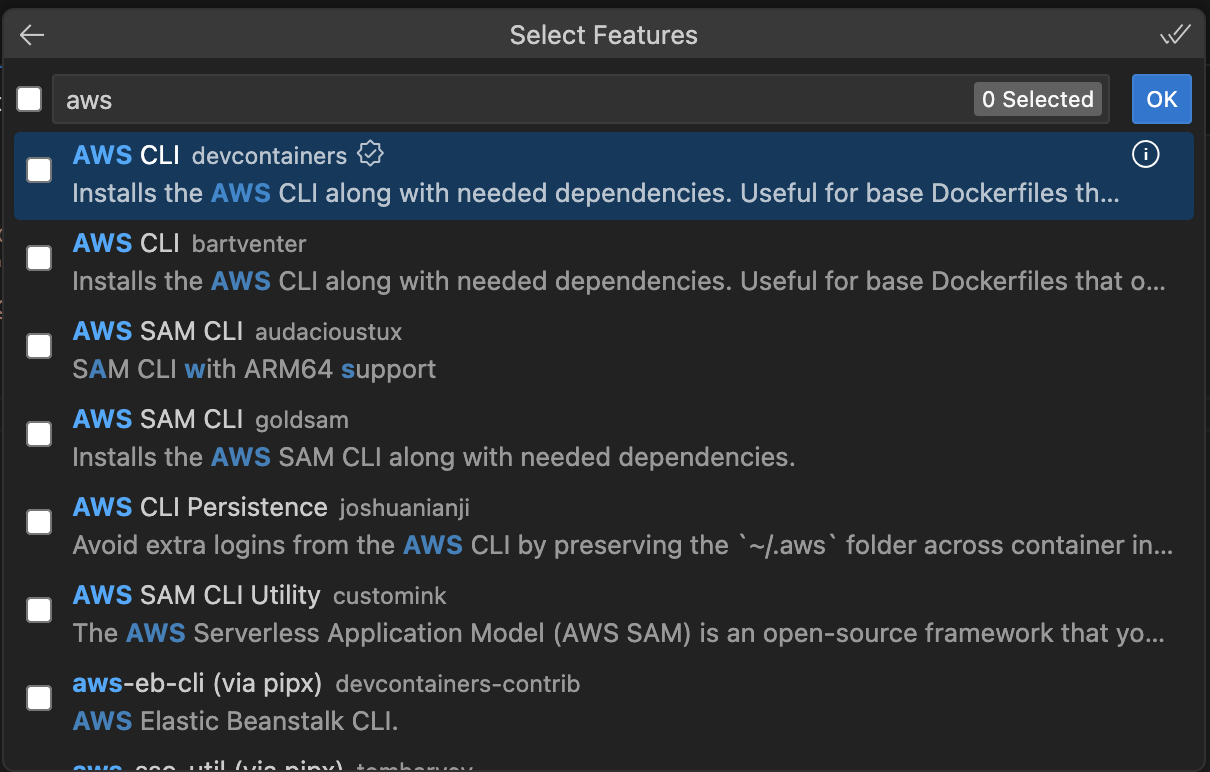 Select Features
aws
0 Selected
OK
AWS CLI devcontainers
Installs the AWS CLI along with needed dependencies. Useful for base Dockerfiles th...
AWS CLI bartventer
Installs the AWS CLI along with needed dependencies. Useful for base Dockerfiles that o...
AWS SAM CLI audacioustux
SAM CLI with ARM64 support
AWS SAM CLI goldsam
Installs the AWS SAM CLI along with needed dependencies.
AWS CLI Persistence joshuanianji
Avoid extra logins from the AWS CLI by preserving the `~/.aws` folder across container in...
AWS SAM CLI Utility customink
The AWS Serverless Application Model (AWS SAM) is an open-source framework that yo...
aws-eb-cli (via pipx) devcontainers-contrib
AWS Elastic Beanstalk CLI.
(via pipx)